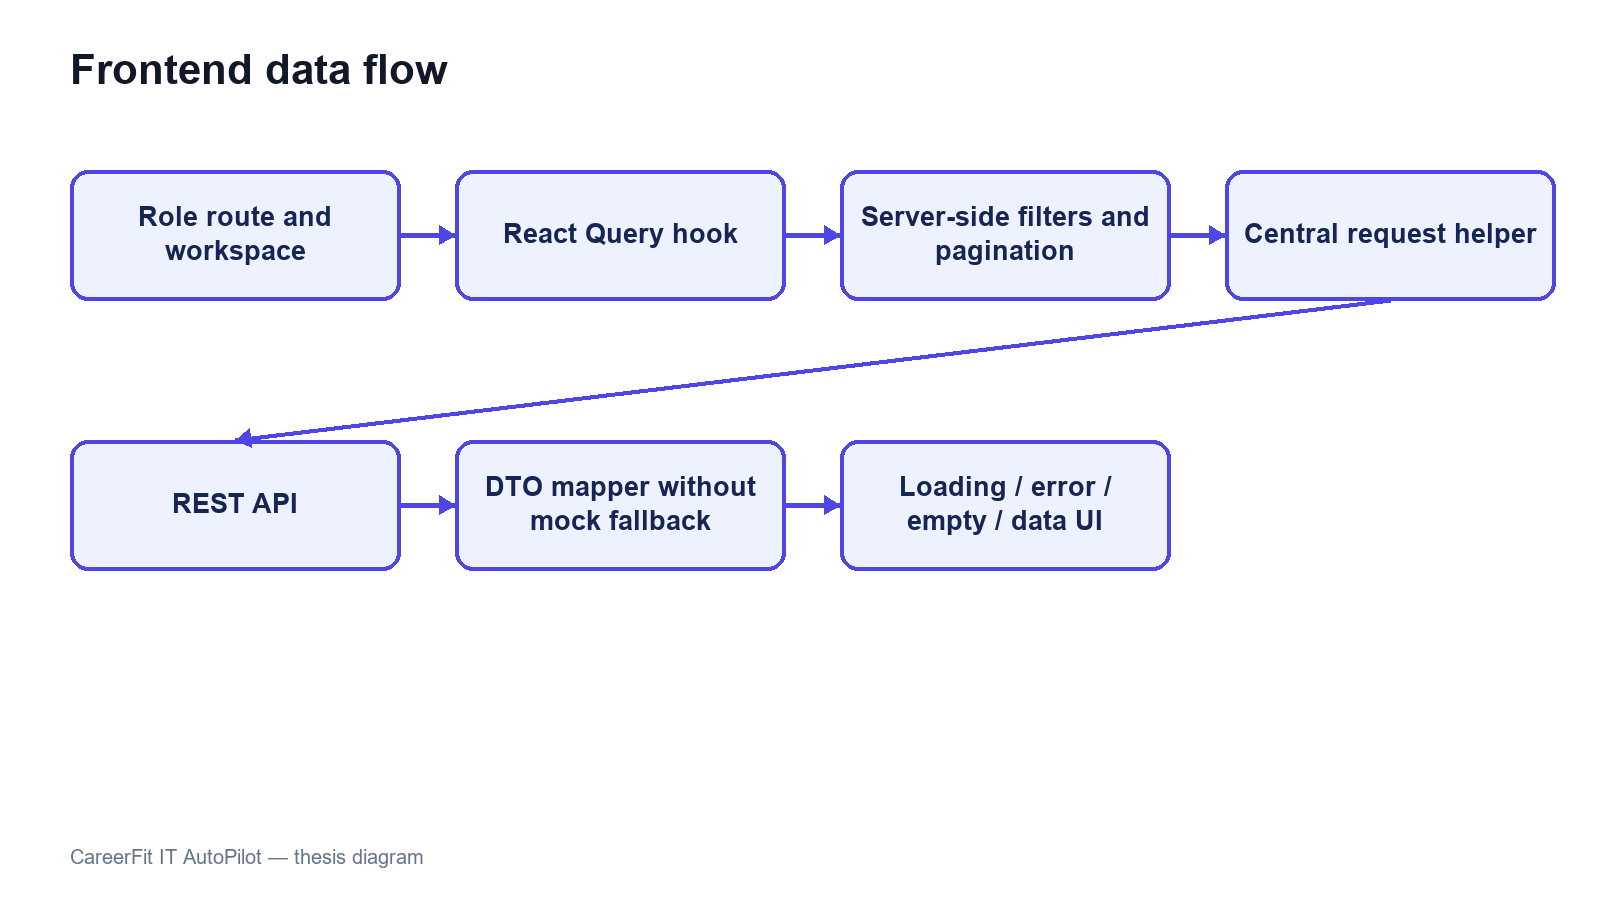 Frontend data flow
Role route and
workspace
React Query hook
Server-side filters and
pagination
Central request helper
REST API
DTO mapper without
mock fallback
Loading / error /
empty / data UI
CareerFit IT AutoPilot — thesis diagram